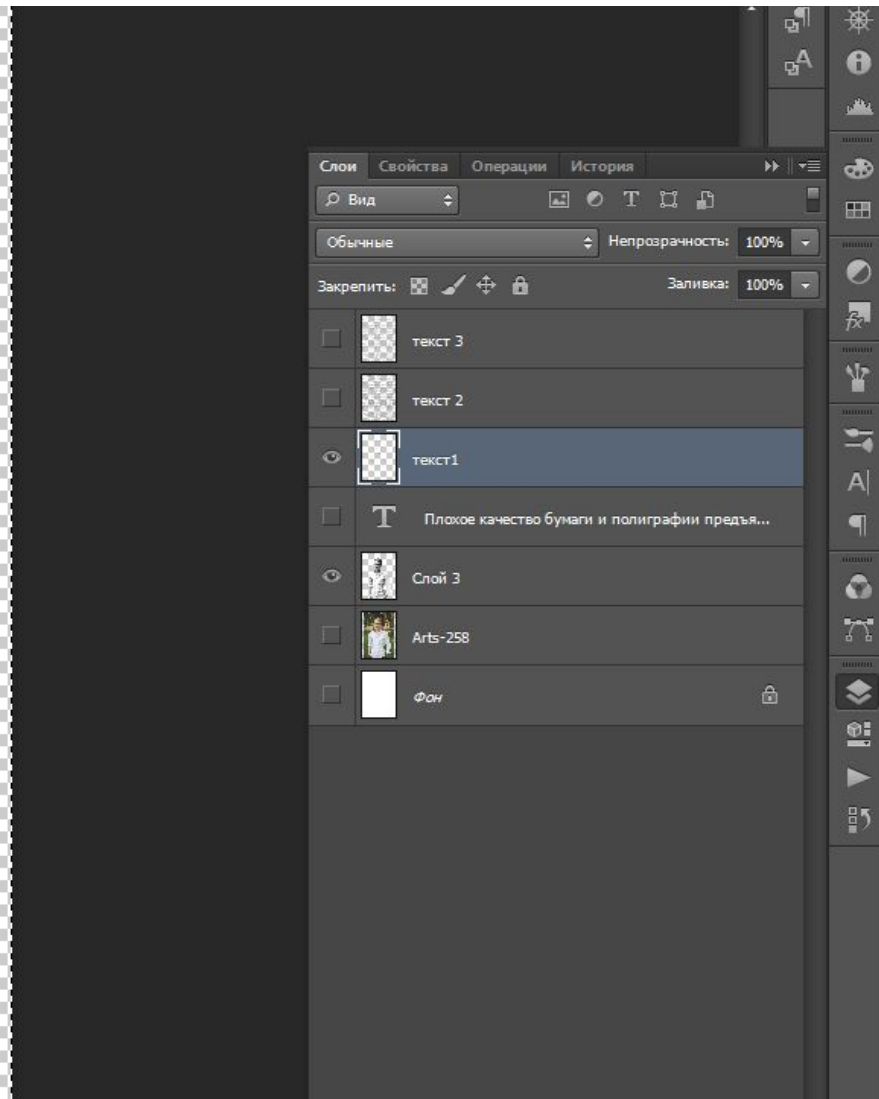 Слои Свойства Операции История
Вид
Обычные Непрозрачность: 100%
Закрепить: Заливка: 100%
текст 3
текст 2
текст1
Плохое качество бумаги и полиграфии предъя...
Слой 3
Arts-258
Фон